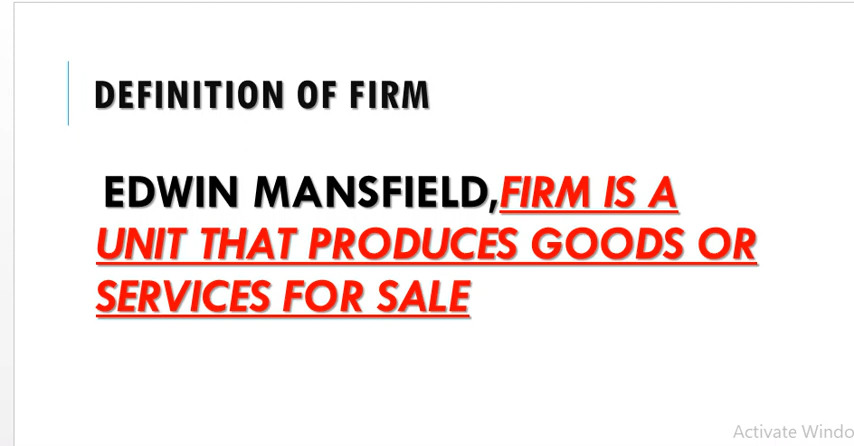 DEFINITION OF FIRM
EDWIN MANSFIELD,FIRM IS A
UNIT THAT PRODUCES GOODS OR
SERVICES FOR SALE
Activate Windo